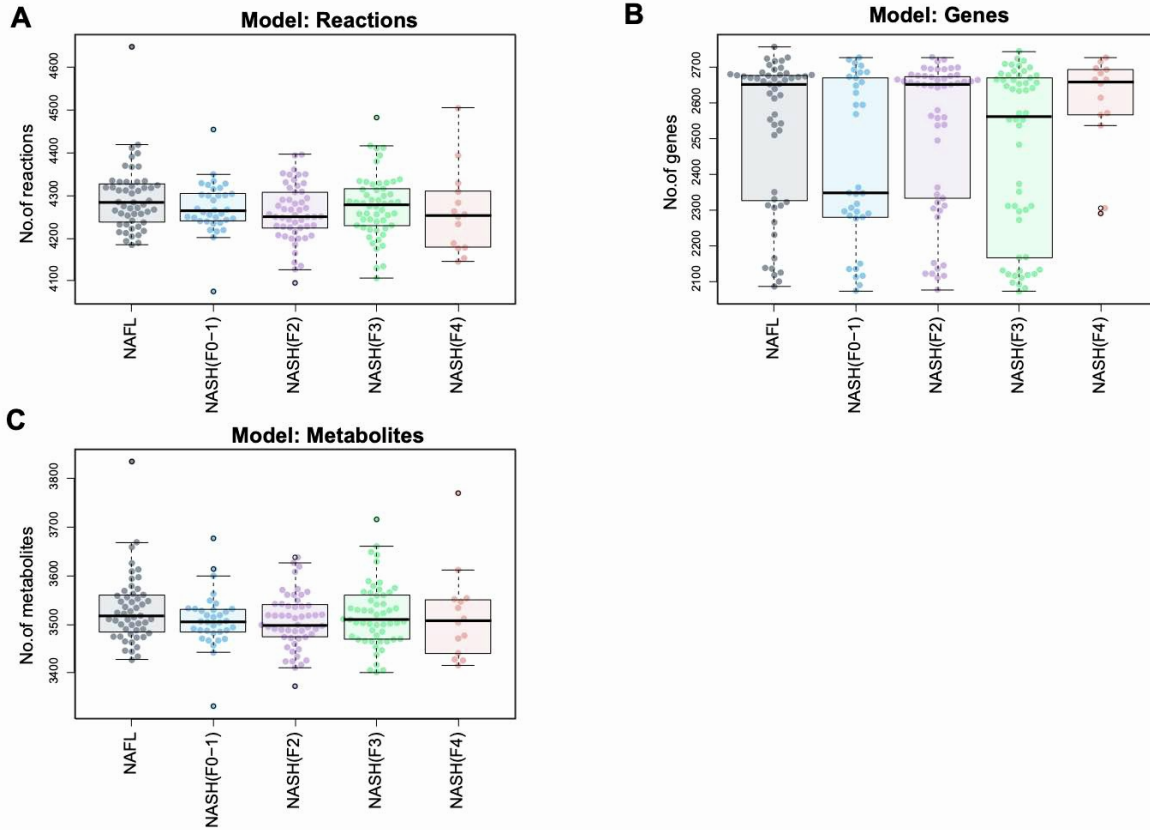 A
Model: Reactions
No.of reactions
4600
4500
4400
4300
4200
4100
NAFL
NASH(F0-1)
NASH(F2)
NASH(F3)
NASH(F4)
B
Model: Genes
No.of genes
2700
2600
2500
2400
2300
2200
2100
NAFL
NASH(F0-1)
NASH(F2)
NASH(F3)
NASH(F4)
C
Model: Metabolites
No.of metabolites
3800
3700
3600
3500
3400
NAFL
NASH(F0-1)
NASH(F2)
NASH(F3)
NASH(F4)